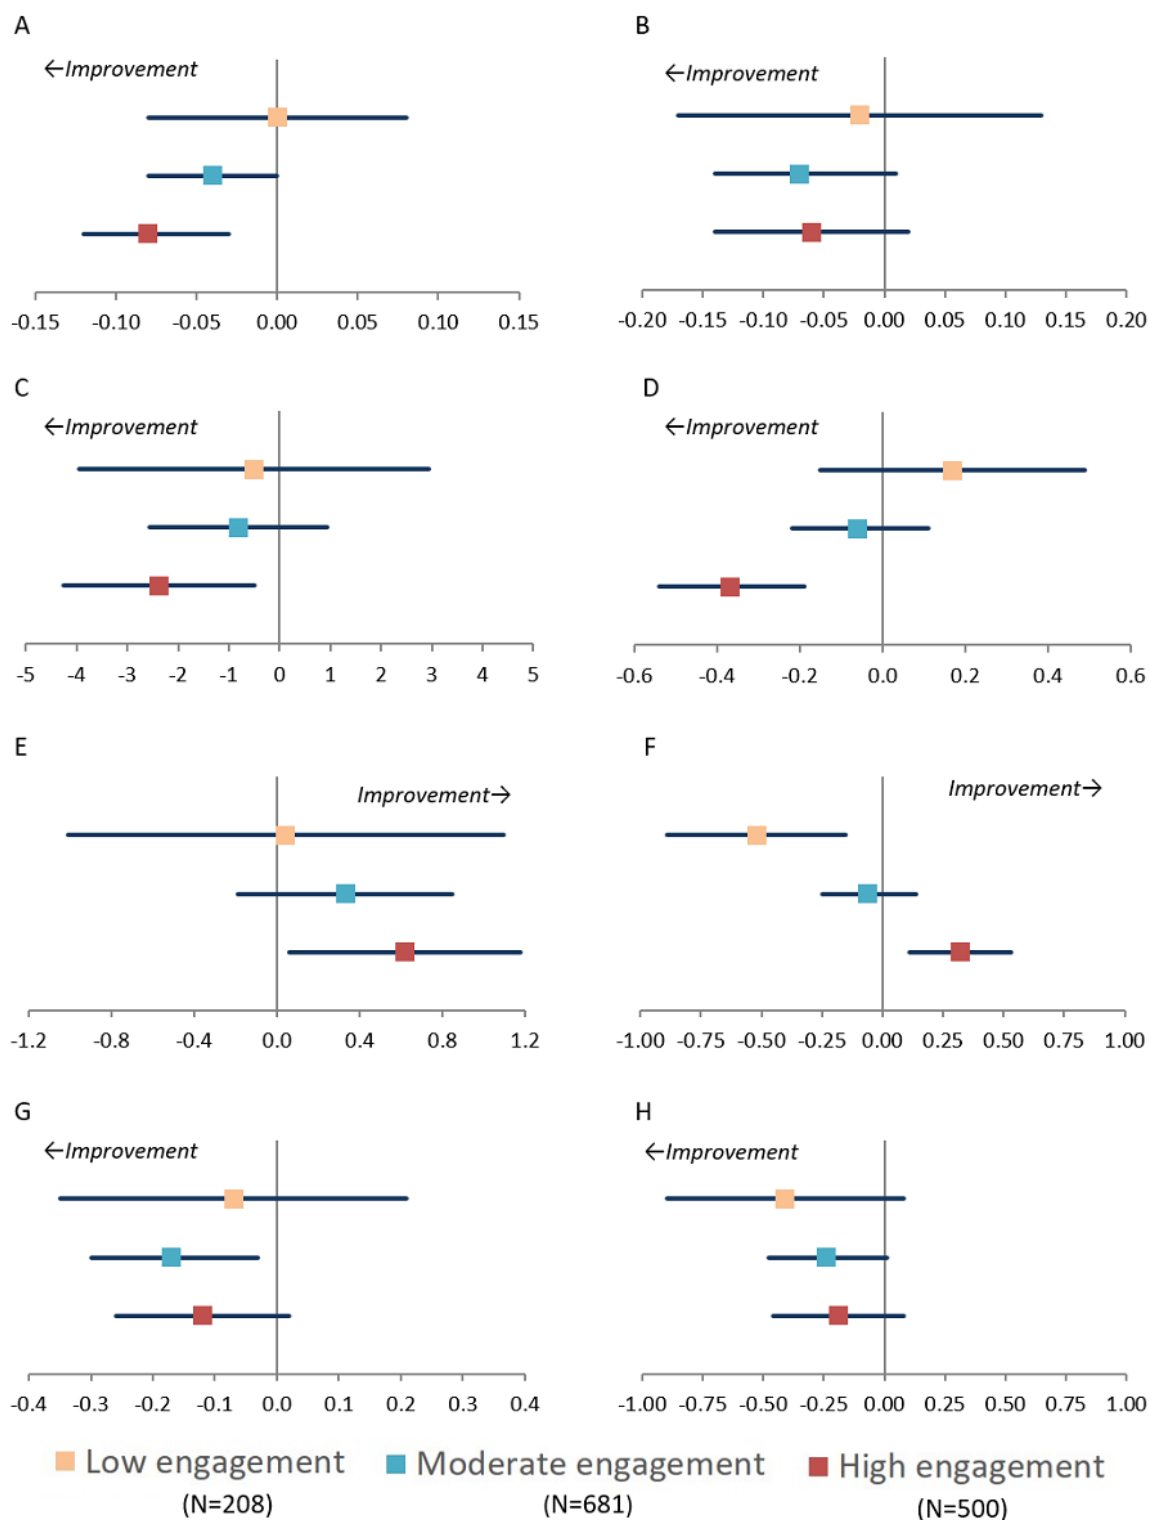 A
B
←Improvement
←Improvement
-0.15 -0.10 -0.05 0.00 0.05 0.10 0.15
-0.20 -0.15 -0.10 -0.05 0.00 0.05 0.10 0.15 0.20
C
D
←Improvement
←Improvement
-5 -4 -3 -2 -1 0 1 2 3 4 5
-0.6 -0.4 -0.2 0.0 0.2 0.4 0.6
E
F
Improvement→
Improvement→
-1.2 -0.8 -0.4 0.0 0.4 0.8 1.2
-1.00 -0.75 -0.50 -0.25 0.00 0.25 0.50 0.75 1.00
G
H
←Improvement
←Improvement
-0.4 -0.3 -0.2 -0.1 0.0 0.1 0.2 0.3 0.4
-1.00 -0.75 -0.50 -0.25 0.00 0.25 0.50 0.75 1.00
Low engagement Moderate engagement High engagement
(N=208) (N=681) (N=500)